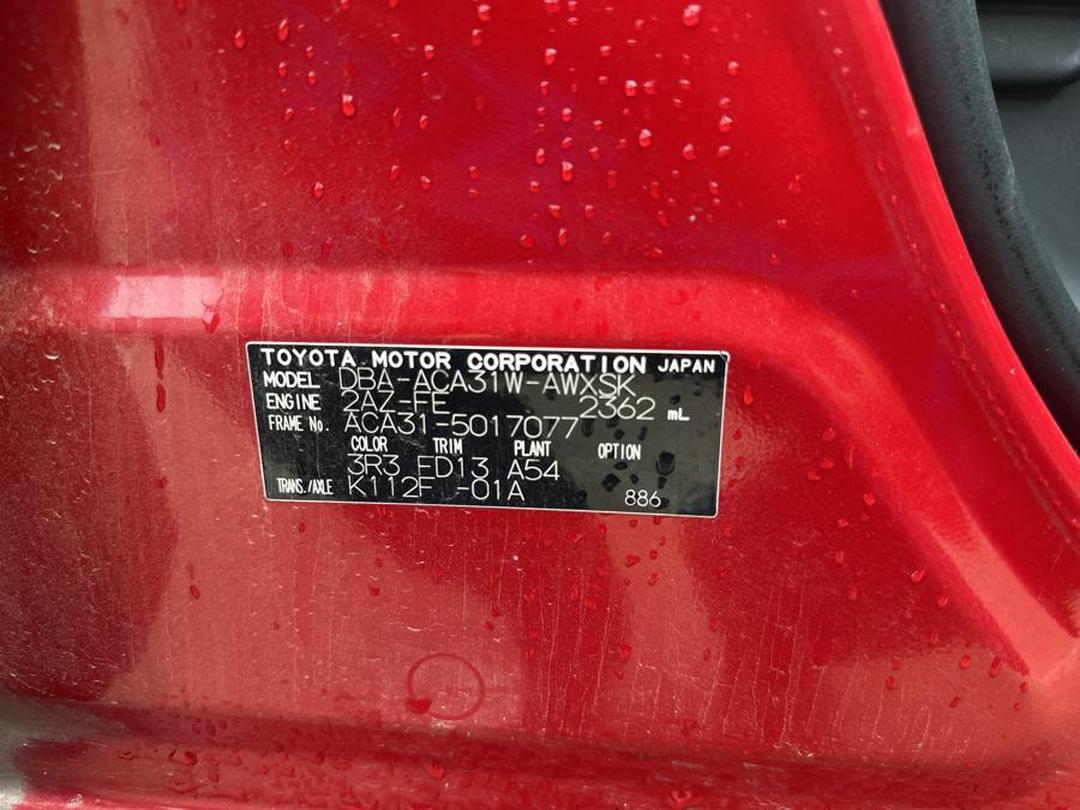 TOYOTA MOTOR CORPORATION JAPAN
MODEL DBA-ACA31W-AWXSK
ENGINE 2AZ-FE 2362 mL
FRAME No. ACA31-5017077
COLOR TRIM PLANT OPTION
3R3 FD13 A54
TRANS./AXLE K112F -01A 886